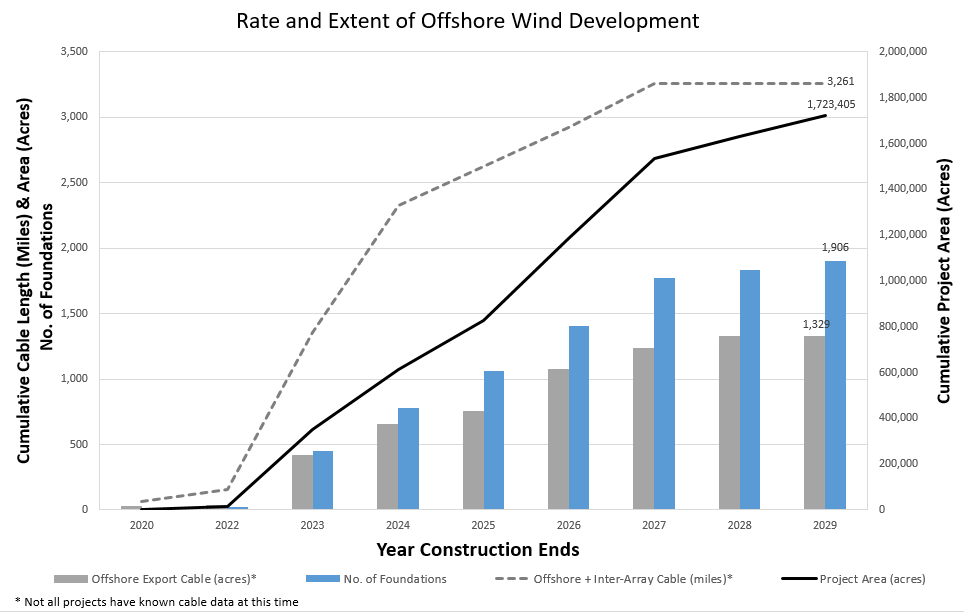 Rate and Extent of Offshore Wind Development
Cumulative Cable Length (Miles) & Area (Acres)
No. of Foundations
3,500
3,000
2,500
2,000
1,500
1,000
500
0
2,000,000
1,800,000
1,600,000
1,400,000
1,200,000
1,000,000
800,000
600,000
400,000
200,000
0
Cumulative Project Area (Acres)
3,261
1,723,405
1,906
1,329
2020 2022 2023 2024 2025 2026 2027 2028 2029
Year Construction Ends
Offshore Export Cable (acres)* No. of Foundations Offshore + Inter-Array Cable (miles)* Project Area (acres)
* Not all projects have known cable data at this time